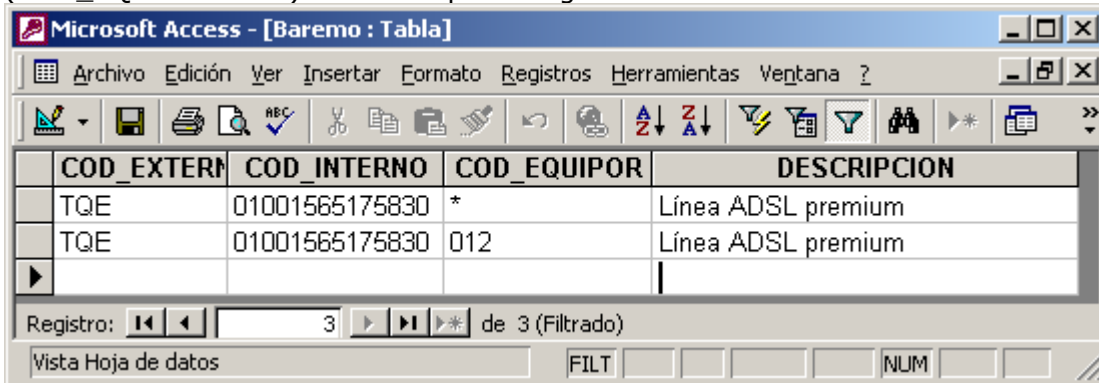 Microsoft Access - [Baremo : Tabla]
Archivo Edición Ver Insertar Formato Registros Herramientas Ventana ?
ABC
COD_EXTERN COD_INTERNO COD_EQUIPOR DESCRIPCION
TQE 01001565175830 * Línea ADSL premium
TQE 01001565175830 012 Línea ADSL premium
Registro: 3 de 3 (Filtrado)
Vista Hoja de datos FILT NUM